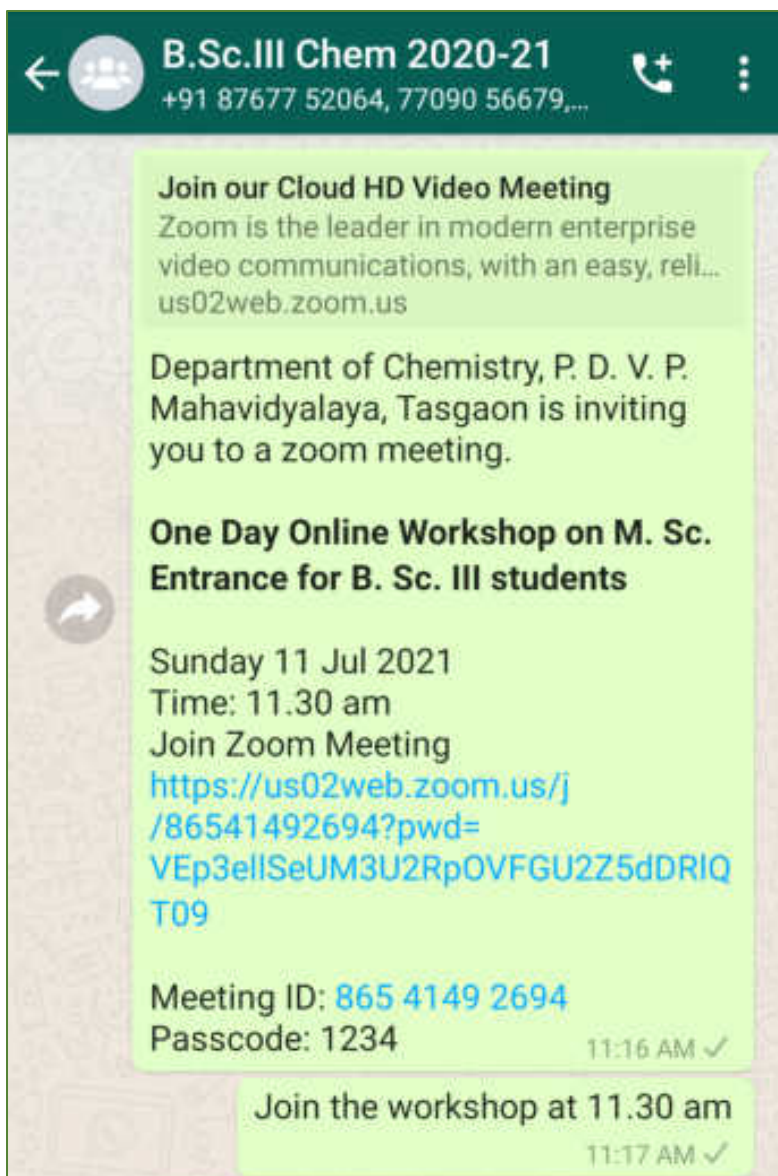 B.Sc.III Chem 2020-21
+91 87677 52064, 77090 56679,...
Join our Cloud HD Video Meeting
Zoom is the leader in modern enterprise
video communications, with an easy, reli...
us02web.zoom.us
Department of Chemistry, P. D. V. P.
Mahavidyalaya, Tasgaon is inviting
you to a zoom meeting.
One Day Online Workshop on M. Sc.
Entrance for B. Sc. III students
Sunday 11 Jul 2021
Time: 11.30 am
Join Zoom Meeting
https://us02web.zoom.us/j
/86541492694?pwd=
VEp3ellSeUM3U2RpOVFGU2Z5dDRlQ
T09
Meeting ID: 865 4149 2694
Passcode: 1234
11:16 AM
Join the workshop at 11.30 am
11:17 AM